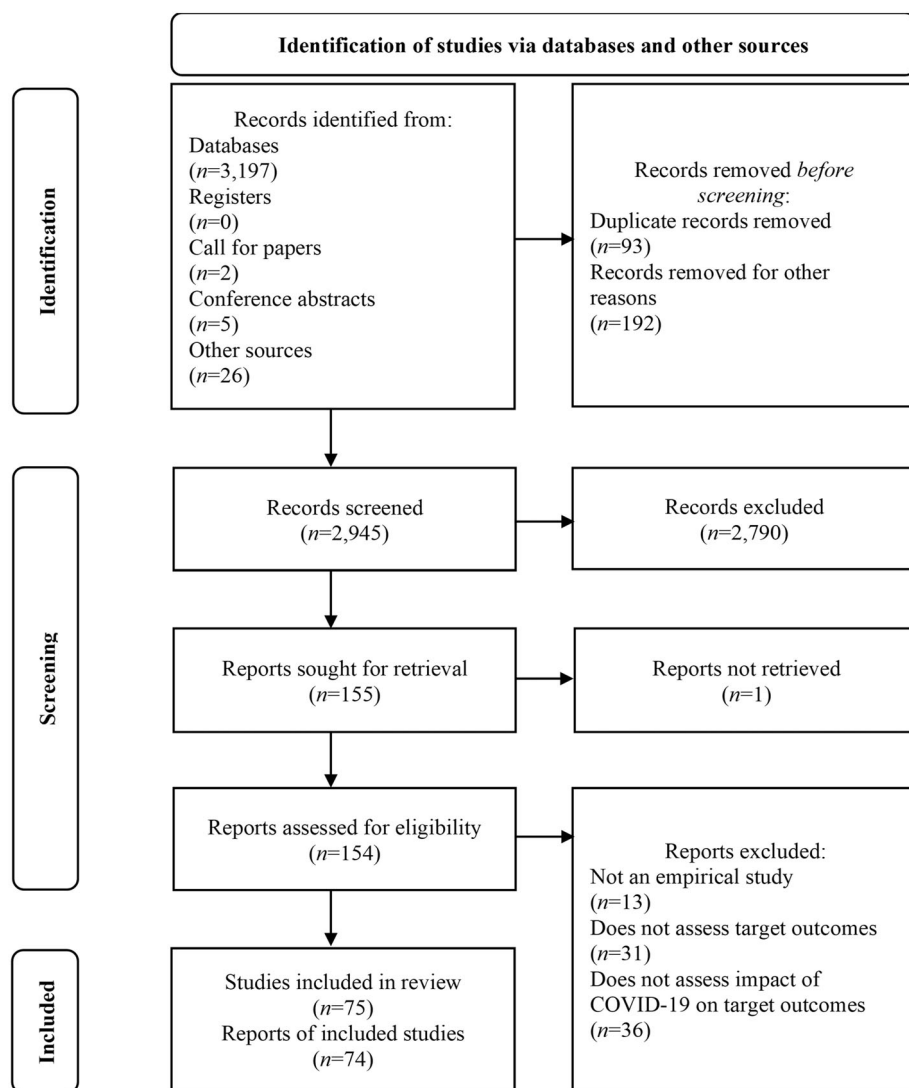 Identification of studies via databases and other sources
Identification
Records identified from:
Databases
(n=3,197)
Registers
(n=0)
Call for papers
(n=2)
Conference abstracts
(n=5)
Other sources
(n=26)
Records removed before
screening:
Duplicate records removed
(n=93)
Records removed for other
reasons
(n=192)
Screening
Records screened
(n=2,945)
Records excluded
(n=2,790)
Reports sought for retrieval
(n=155)
Reports not retrieved
(n=1)
Reports assessed for eligibility
(n=154)
Reports excluded:
Not an empirical study
(n=13)
Does not assess target outcomes
(n=31)
Does not assess impact of
COVID-19 on target outcomes
(n=36)
Included
Studies included in review
(n=75)
Reports of included studies
(n=74)